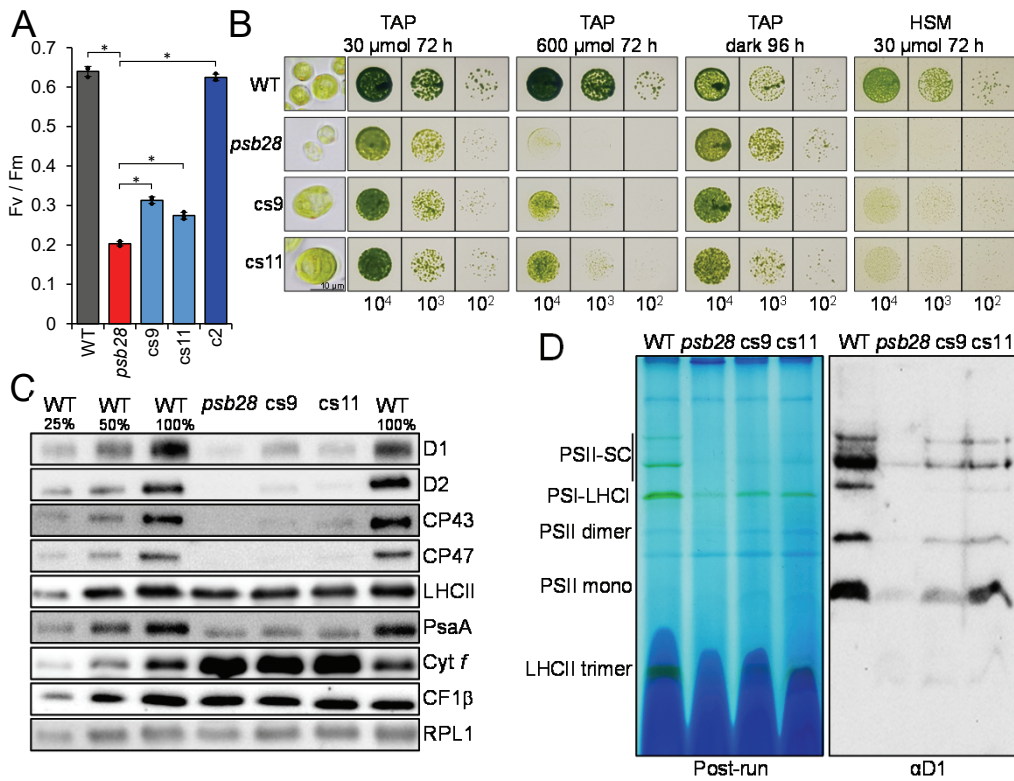 A
0.7
0.6
0.5
0.4
0.3
0.2
0.1
0
Fv / Fm
* * * *
WT psb28 cs9 cs11 c2
B
TAP TAP TAP HSM
30 µmol 72 h 600 µmol 72 h dark 96 h 30 µmol 72 h
WT
psb28
cs9
cs11
10 µm
10⁴ 10³ 10² 10⁴ 10³ 10² 10⁴ 10³ 10² 10⁴ 10³ 10²
C
WT WT WT psb28 cs9 cs11 WT
25% 50% 100% 100%
D1
D2
CP43
CP47
LHCII
PsaA
Cyt f
CF1β
RPL1
D
WT psb28 cs9 cs11 WT psb28 cs9 cs11
PSII-SC
PSI-LHCI
PSII dimer
PSII mono
LHCII trimer
Post-run αD1